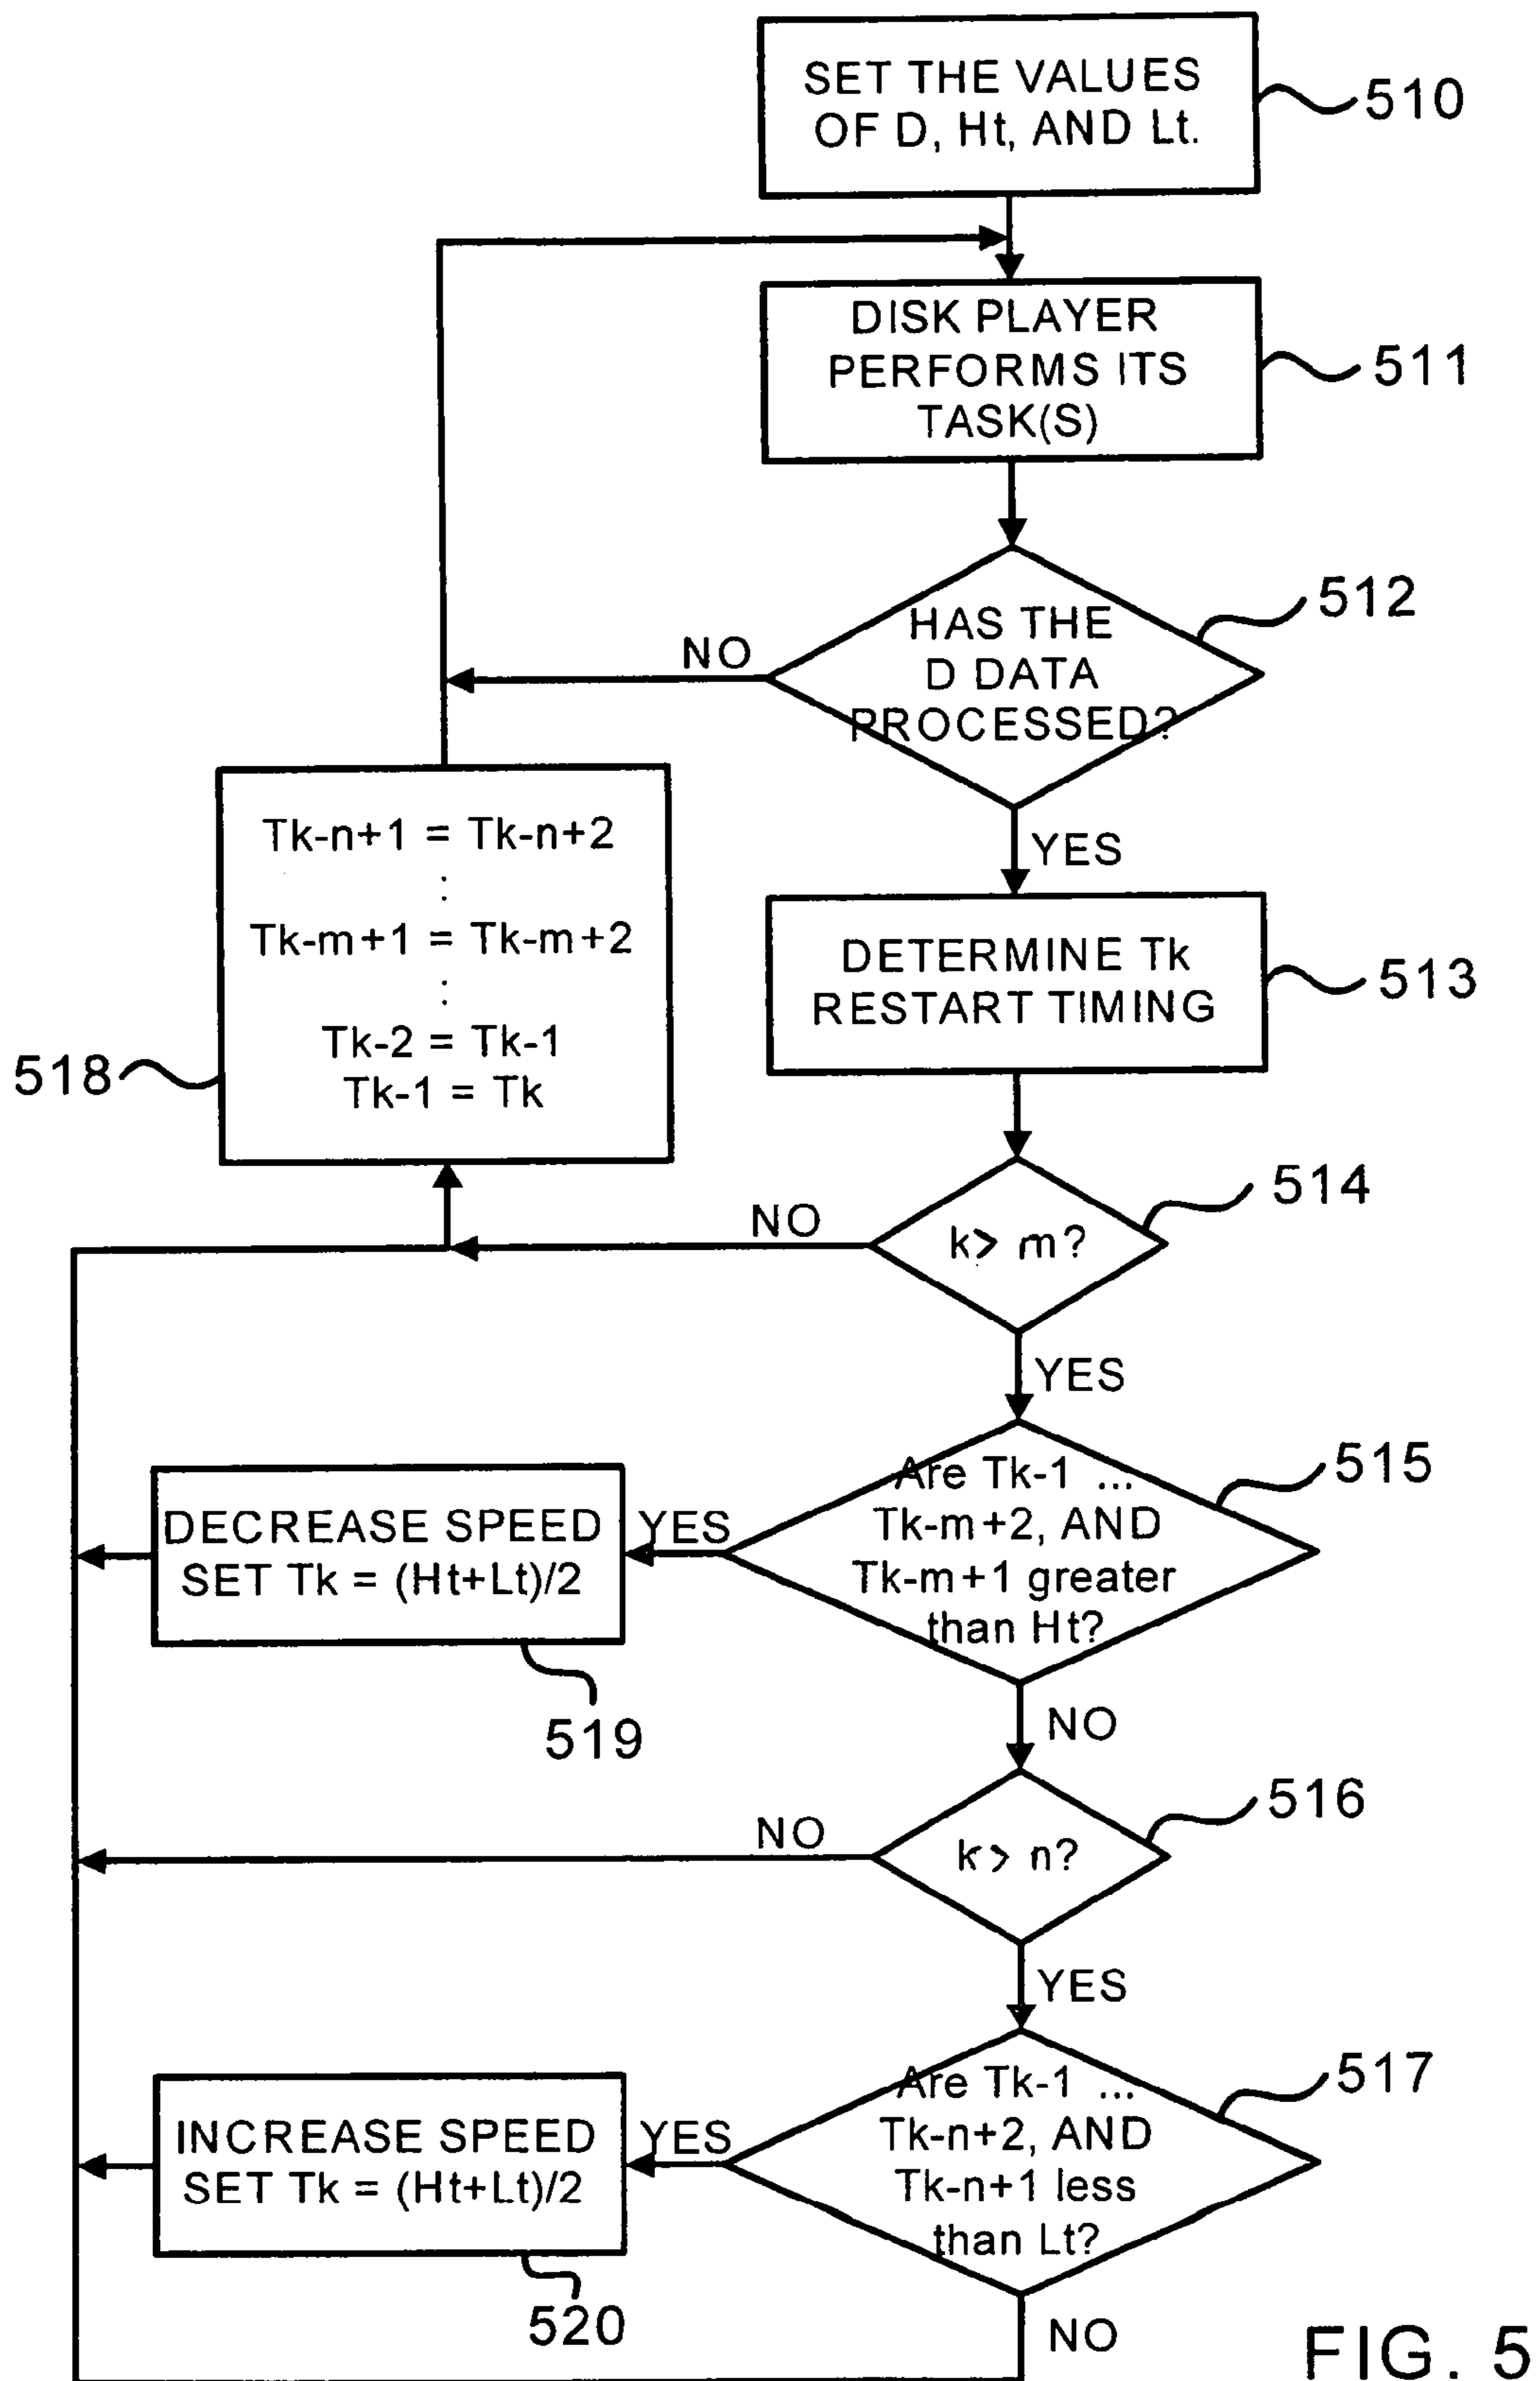 SET THE VALUES
OF D, Ht, AND Lt.
510
DISK PLAYER
PERFORMS ITS
TASK(S)
511
HAS THE
D DATA
PROCESSED?
512
NO
YES
Tk-n+1 = Tk-n+2
:
Tk-m+1 = Tk-m+2
:
Tk-2 = Tk-1
Tk-1 = Tk
518
DETERMINE Tk
RESTART TIMING
513
k> m?
514
NO
YES
Are Tk-1 ...
Tk-m+2, AND
Tk-m+1 greater
than Ht?
515
YES
DECREASE SPEED
SET Tk = (Ht+Lt)/2
519
NO
k> n?
516
NO
YES
Are Tk-1 ...
Tk-n+2, AND
Tk-n+1 less
than Lt?
517
YES
INCREASE SPEED
SET Tk = (Ht+Lt)/2
520
NO
FIG. 5